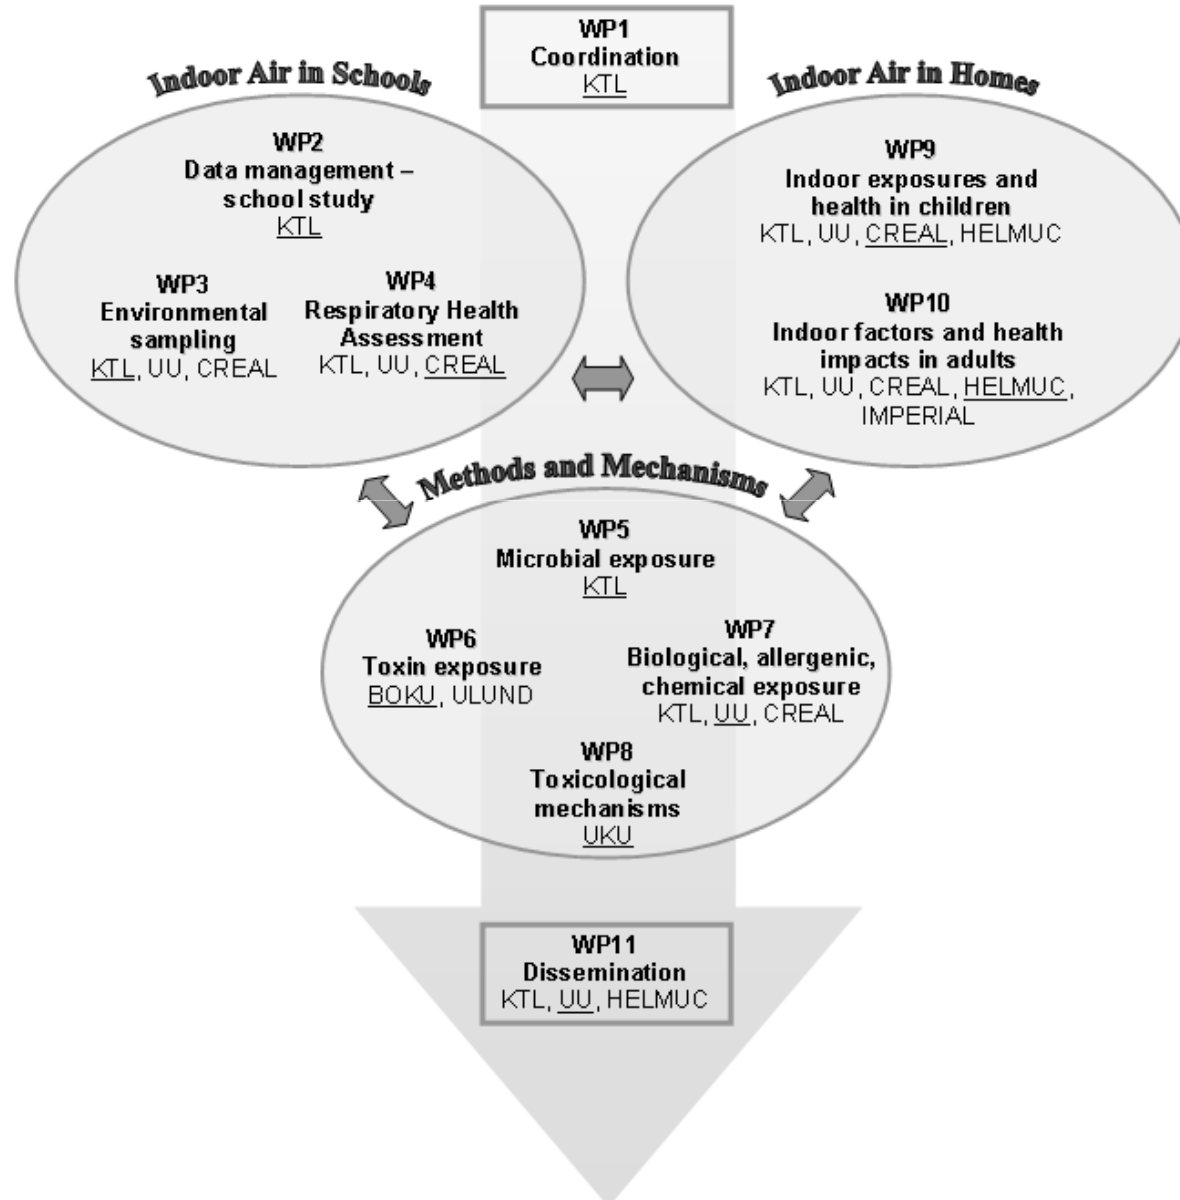 WP1
Coordination
KTL
Indoor Air in Schools
WP2
Data management –
school study
KTL
WP3
Environmental
sampling
KTL, UU, CREAL
WP4
Respiratory Health
Assessment
KTL, UU, CREAL
Indoor Air in Homes
WP9
Indoor exposures and
health in children
KTL, UU, CREAL, HELMUC
WP10
Indoor factors and health
impacts in adults
KTL, UU, CREAL, HELMUC,
IMPERIAL
Methods and Mechanisms
WP5
Microbial exposure
KTL
WP6
Toxin exposure
BOKU, ULUND
WP7
Biological, allergenic,
chemical exposure
KTL, UU, CREAL
WP8
Toxicological
mechanisms
UKU
WP11
Dissemination
KTL, UU, HELMUC